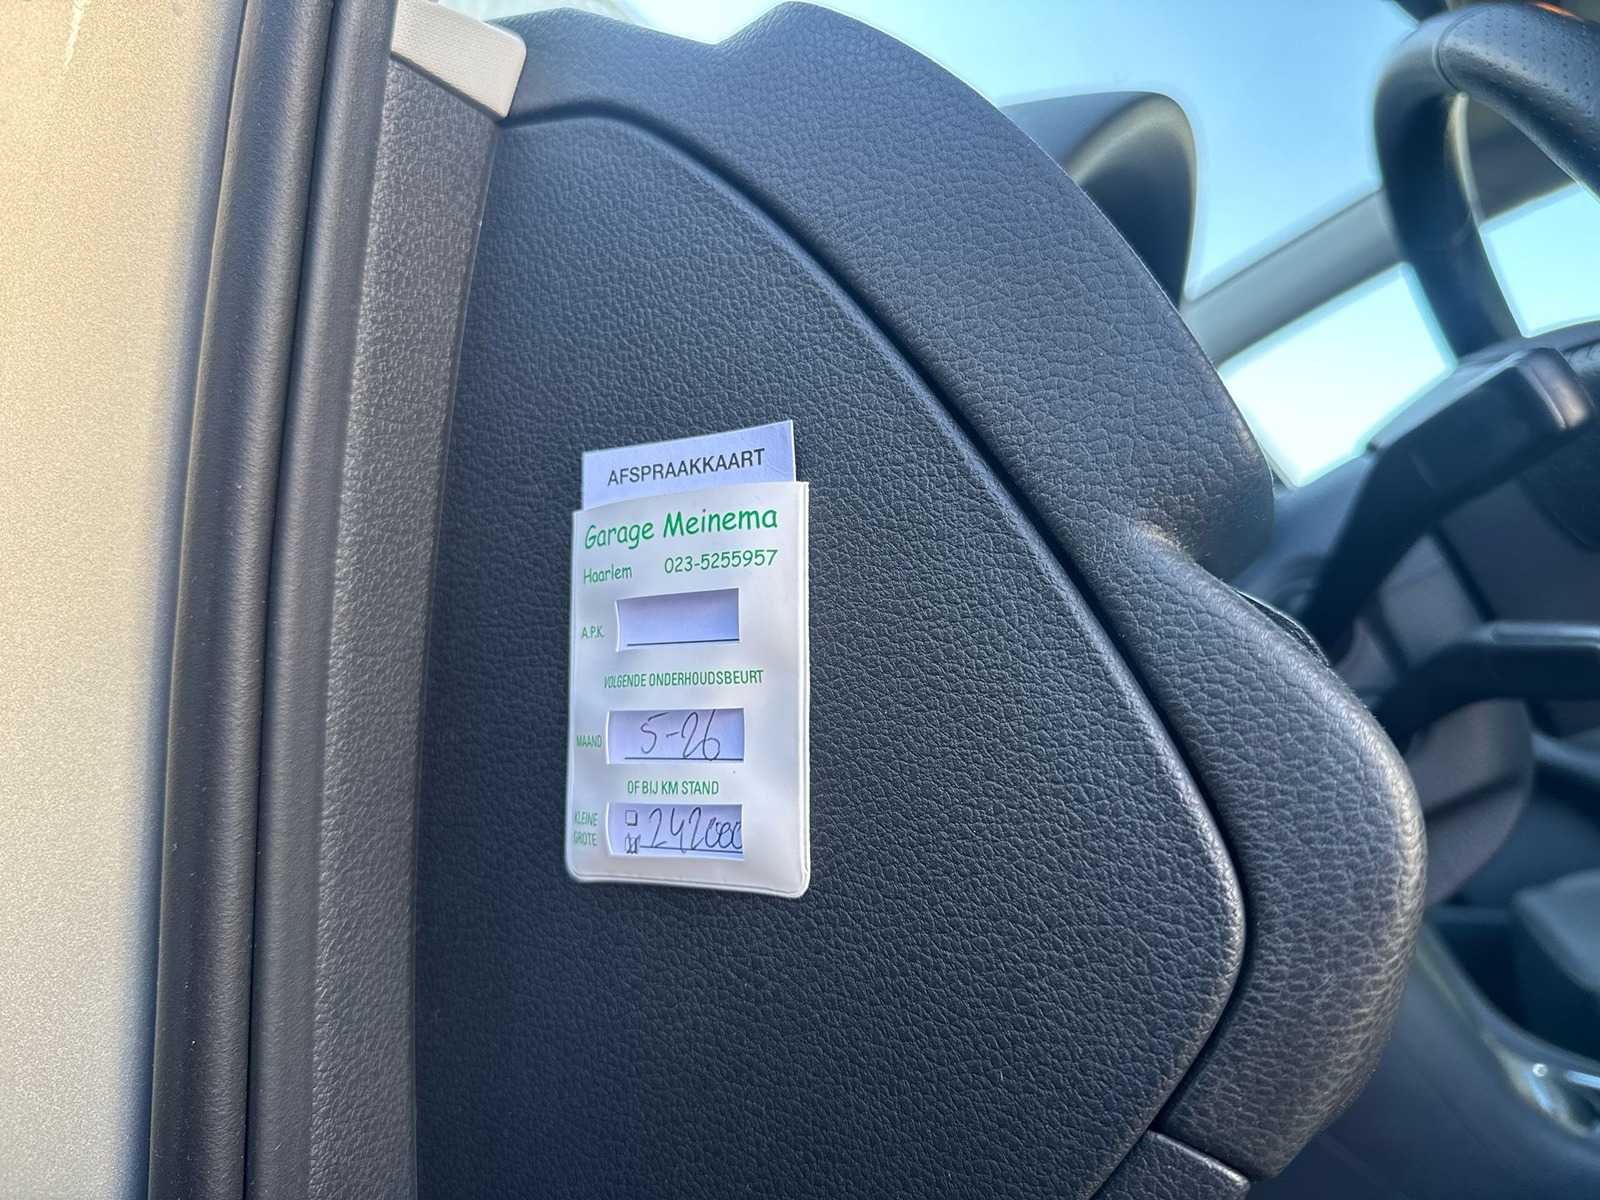 AFSPRAAKKAART
Garage Meinema
Haarlem 023-5255957
A.P.K.
VOLGENDE ONDERHOUDSBEURT
MAAND 5-26
OF BIJ KM STAND
KLEINE
GROTE 242000